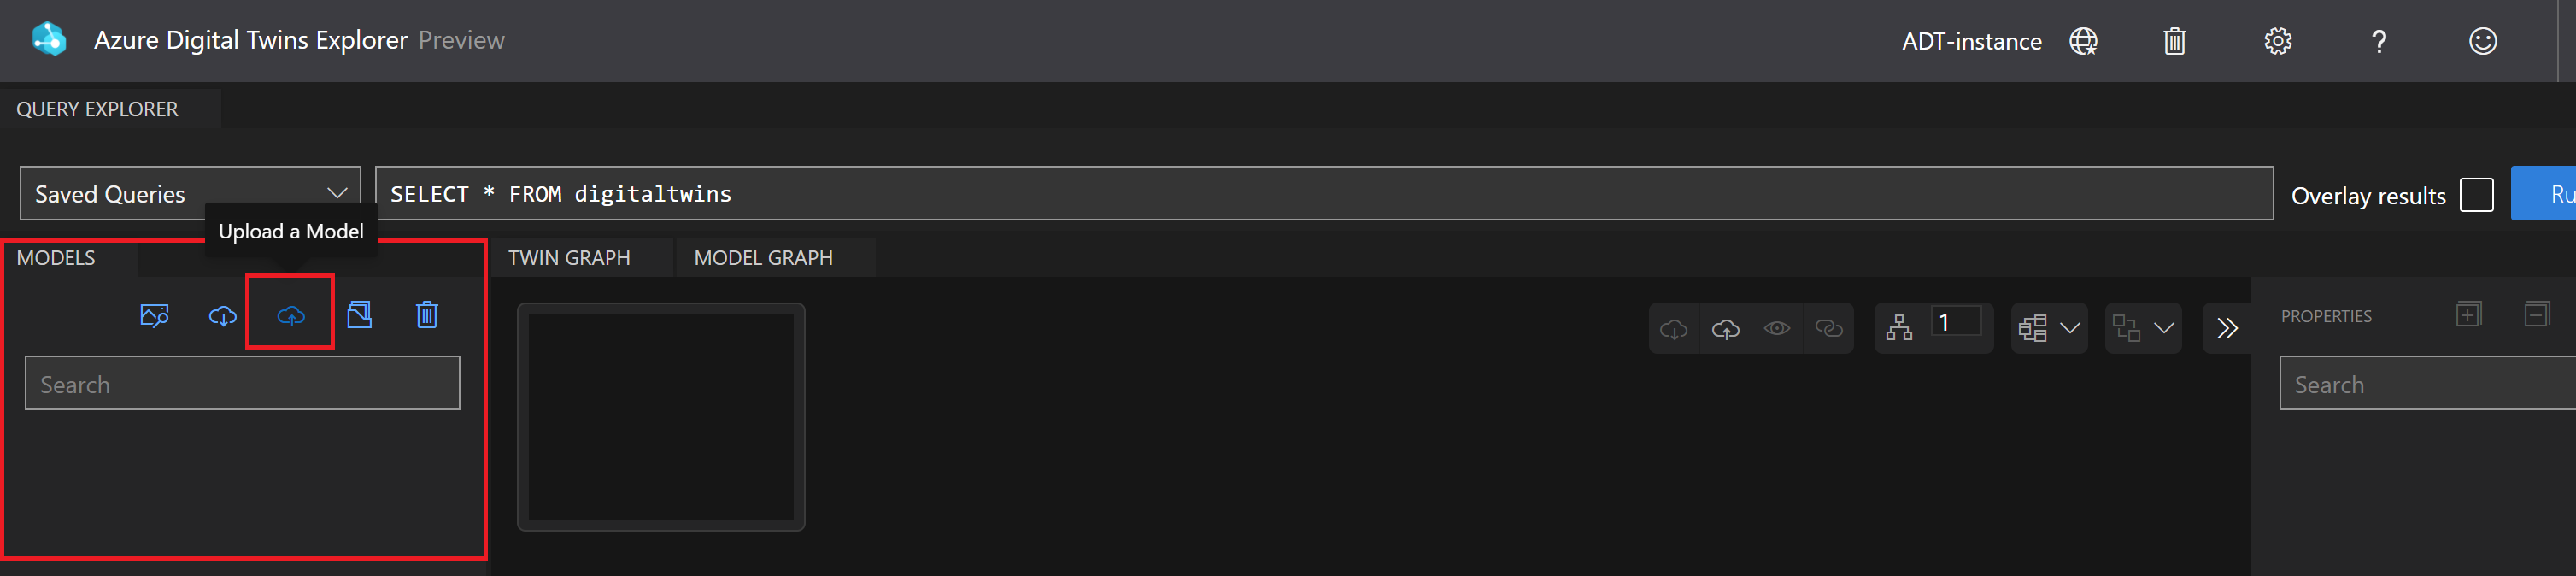 Azure Digital Twins Explorer Preview
ADT-instance
?
QUERY EXPLORER
Saved Queries
SELECT * FROM digitaltwins
Overlay results
Ru
Upload a Model
MODELS
TWIN GRAPH
MODEL GRAPH
1
PROPERTIES
Search
Search